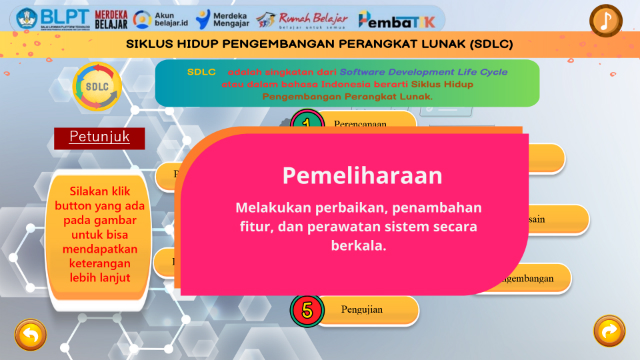 BLPT
MERDEKA
BELAJAR
Akun
belajar.id
Merdeka
Mengajar
Rumah Belajar
belajar untuk semua
PembaTIK
SIKLUS HIDUP PENGEMBANGAN PERANGKAT LUNAK (SDLC)
SDLC
SDLC adalah singkatan dari Software Development Life Cycle
atau dalam bahasa Indonesia berarti Siklus Hidup
Pengembangan Perangkat Lunak.
Petunjuk
Silakan klik
button yang ada
pada gambar
untuk bisa
mendapatkan
keterangan
lebih lanjut
1 Perencanaan
Pemeliharaan
Melakukan perbaikan, penambahan
fitur, dan perawatan sistem secara
berkala.
5 Pengujian